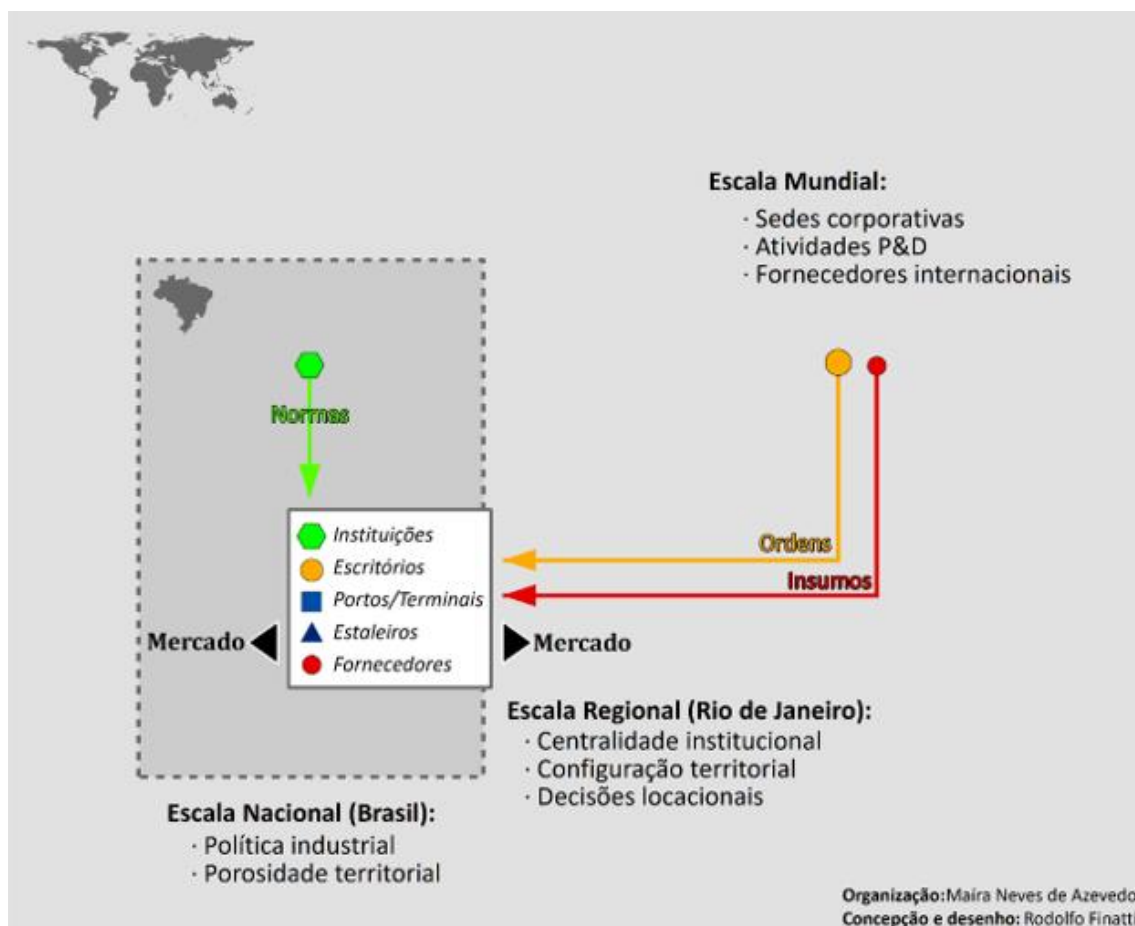 Escala Mundial:
· Sedes corporativas
· Atividades P&D
· Fornecedores internacionais
Normas
Ordens
Insumos
Instituições
Escritórios
Portos/Terminais
Estaleiros
Fornecedores
Mercado
Mercado
Escala Regional (Rio de Janeiro):
· Centralidade institucional
· Configuração territorial
· Decisões locacionais
Escala Nacional (Brasil):
· Política industrial
· Porosidade territorial
Organização:Maíra Neves de Azevedo
Concepção e desenho: Rodolfo Finatti